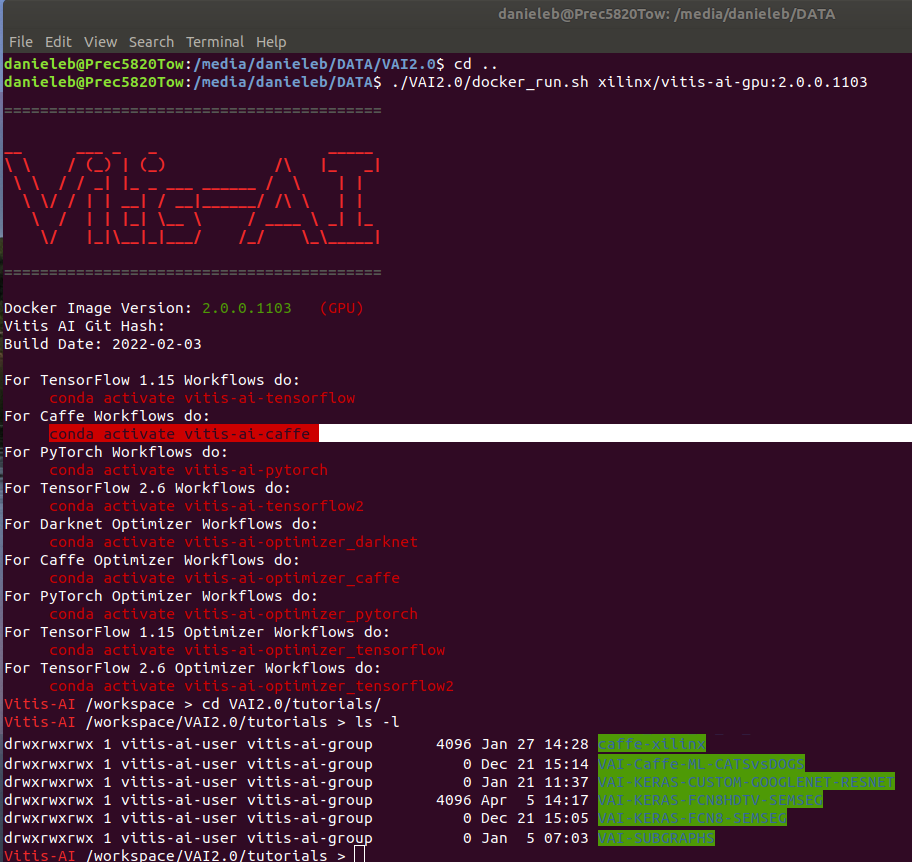 danieleb@Prec5820Tow: /media/danieleb/DATA
File Edit View Search Terminal Help
danieleb@Prec5820Tow:/media/danieleb/DATA/VAI2.0$ cd ..
danieleb@Prec5820Tow:/media/danieleb/DATA$ ./VAI2.0/docker_run.sh xilinx/vitis-ai-gpu:2.0.0.1103
==========================================
Vitis-AI
==========================================
Docker Image Version: 2.0.0.1103 (GPU)
Vitis AI Git Hash:
Build Date: 2022-02-03
For TensorFlow 1.15 Workflows do:
conda activate vitis-ai-tensorflow
For Caffe Workflows do:
conda activate vitis-ai-caffe
For PyTorch Workflows do:
conda activate vitis-ai-pytorch
For TensorFlow 2.6 Workflows do:
conda activate vitis-ai-tensorflow2
For Darknet Optimizer Workflows do:
conda activate vitis-ai-optimizer_darknet
For Caffe Optimizer Workflows do:
conda activate vitis-ai-optimizer_caffe
For PyTorch Optimizer Workflows do:
conda activate vitis-ai-optimizer_pytorch
For TensorFlow 1.15 Optimizer Workflows do:
conda activate vitis-ai-optimizer_tensorflow
For TensorFlow 2.6 Optimizer Workflows do:
conda activate vitis-ai-optimizer_tensorflow2
Vitis-AI /workspace > cd VAI2.0/tutorials/
Vitis-AI /workspace/VAI2.0/tutorials > ls -l
drwxrwxrwx 1 vitis-ai-user vitis-ai-group 4096 Jan 27 14:28 caffe-xilinx
drwxrwxrwx 1 vitis-ai-user vitis-ai-group 0 Dec 21 15:14 VAI-Caffe-ML-CATSvsDOGS
drwxrwxrwx 1 vitis-ai-user vitis-ai-group 0 Jan 21 11:37 VAI-KERAS-CUSTOM-GOOGLENET-RESNET
drwxrwxrwx 1 vitis-ai-user vitis-ai-group 4096 Apr 5 14:17 VAI-KERAS-FCN8HDTV-SEMSEG
drwxrwxrwx 1 vitis-ai-user vitis-ai-group 0 Dec 21 15:05 VAI-KERAS-FCN8-SEMSEG
drwxrwxrwx 1 vitis-ai-user vitis-ai-group 0 Jan 5 07:03 VAI-SUBGRAPHS
Vitis-AI /workspace/VAI2.0/tutorials >